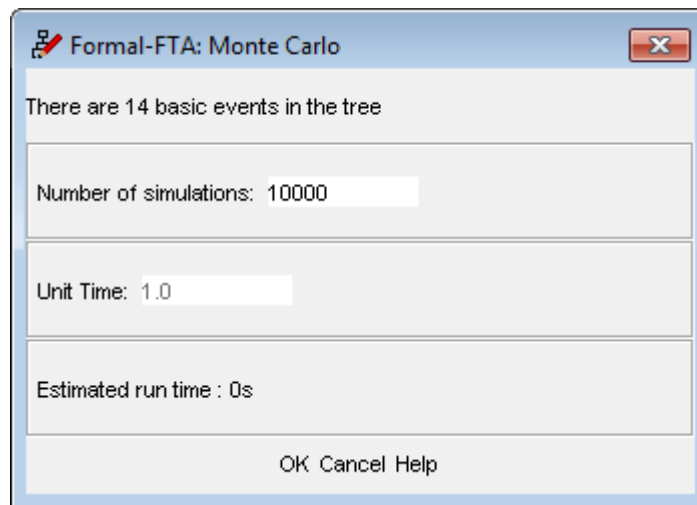 Formal-FTA: Monte Carlo
There are 14 basic events in the tree
Number of simulations: 10000
Unit Time: 1.0
Estimated run time : 0s
OK Cancel Help